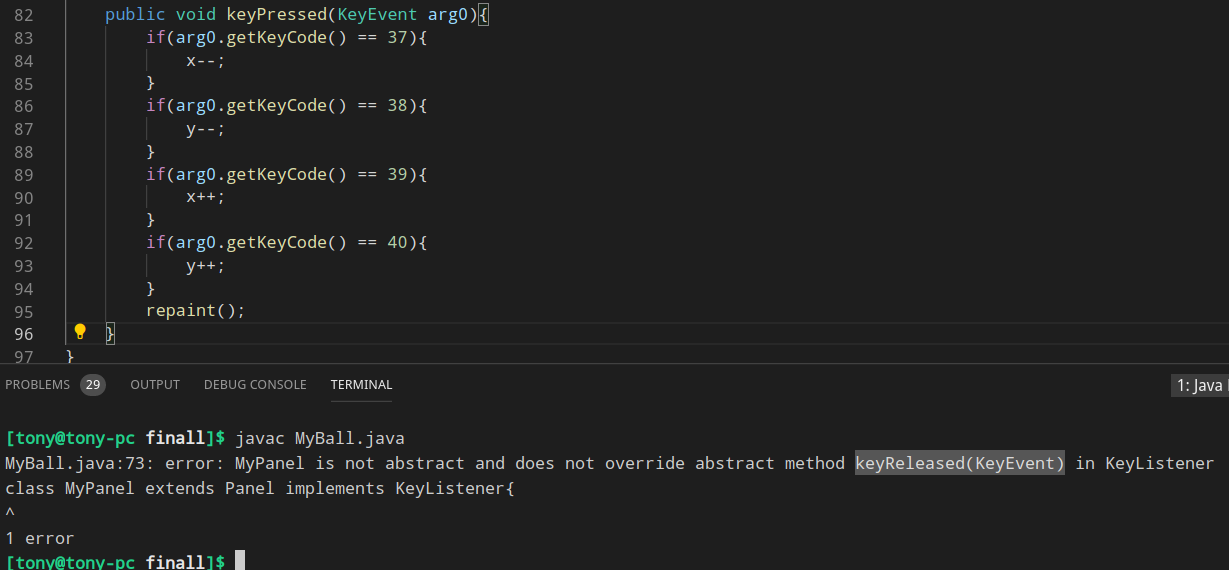 82 public void keyPressed(KeyEvent arg0){
83 if(arg0.getKeyCode() == 37){
84 x--;
85 }
86 if(arg0.getKeyCode() == 38){
87 y--;
88 }
89 if(arg0.getKeyCode() == 39){
90 x++;
91 }
92 if(arg0.getKeyCode() == 40){
93 y++;
94 }
95 repaint();
96 }
97 }
PROBLEMS 29 OUTPUT DEBUG CONSOLE TERMINAL 1: Java
[tony@tony-pc finall]$ javac MyBall.java
MyBall.java:73: error: MyPanel is not abstract and does not override abstract method keyReleased(KeyEvent) in KeyListener
class MyPanel extends Panel implements KeyListener{
^
1 error
[tony@tony-pc finall]$